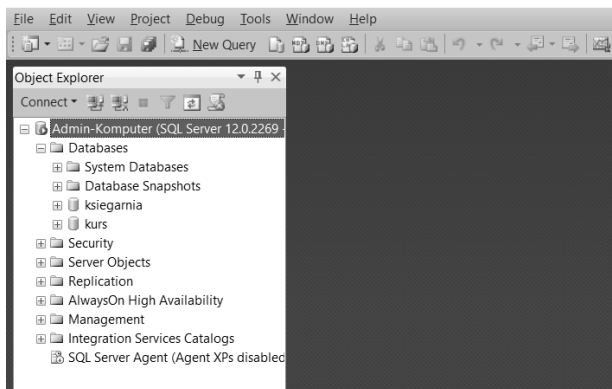 File Edit View Project Debug Tools Window Help
New Query
Object Explorer
Connect
Admin-Komputer (SQL Server 12.0.2269 -
Databases
System Databases
Database Snapshots
ksiegarnia
kurs
Security
Server Objects
Replication
AlwaysOn High Availability
Management
Integration Services Catalogs
SQL Server Agent (Agent XPs disabled